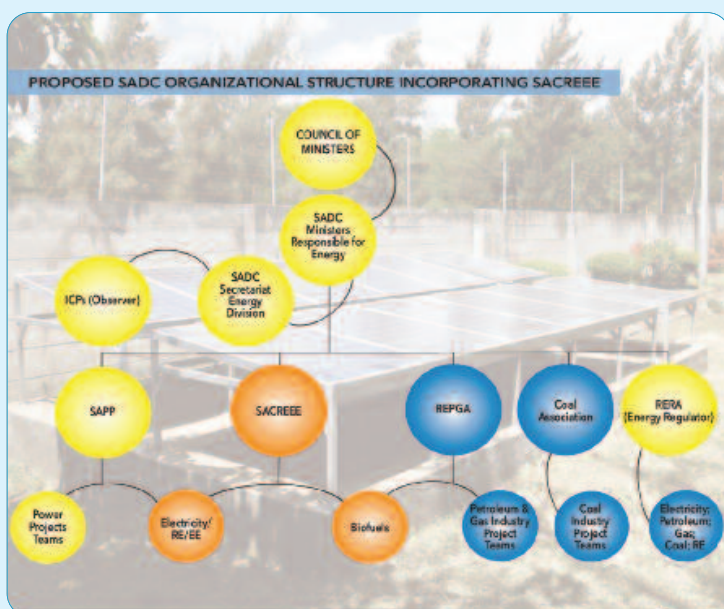 PROPOSED SADC ORGANIZATIONAL STRUCTURE INCORPORATING SACREEE
COUNCIL OF
MINISTERS
SADC
Ministers
Responsible for
Energy
SADC
Secretariat
Energy
Division
ICPs (Observer)
SAPP
SACREEE
REPGA
Coal
Association
RERA
(Energy Regulator)
Power
Projects
Teams
Electricity/
RE/EE
Biofuels
Petroleum &
Gas Industry
Project
Teams
Coal
Industry
Project
Teams
Electricity;
Petroleum;
Gas;
Coal; RE